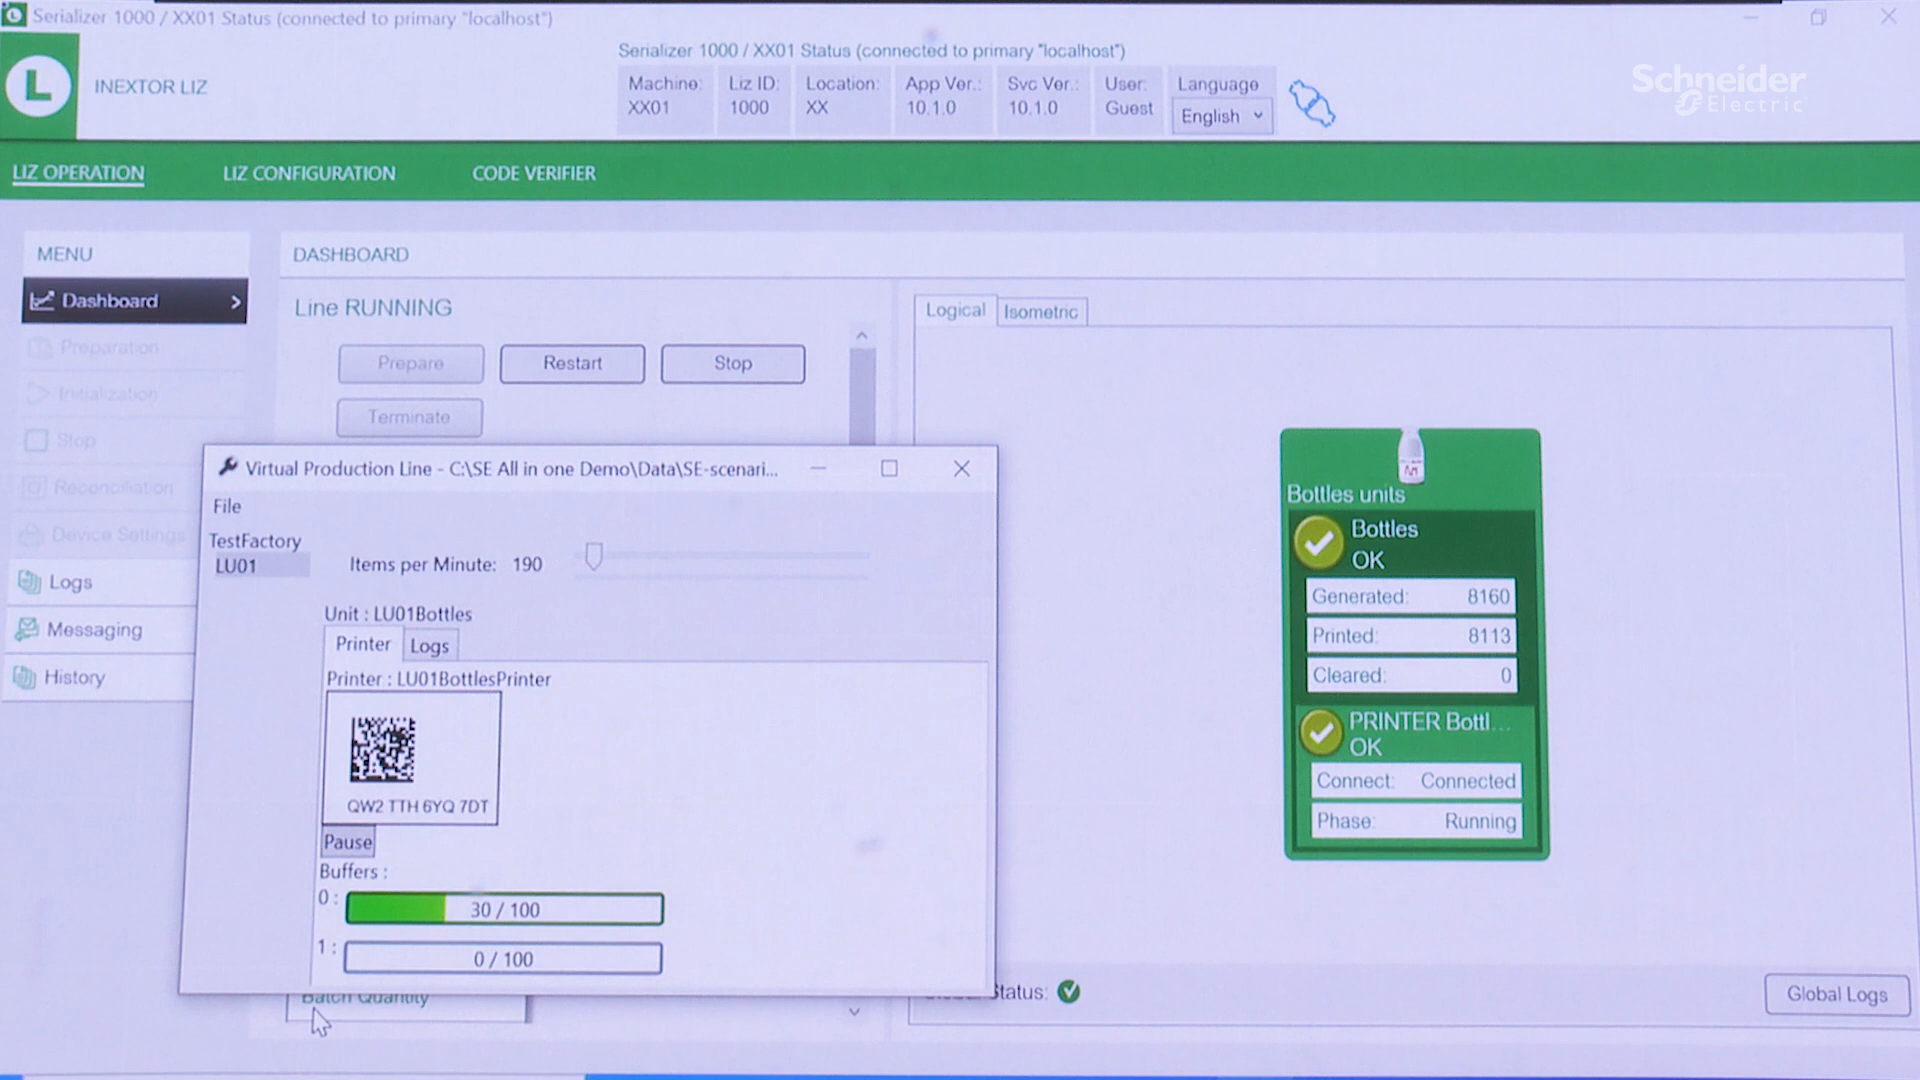 Serializer 1000 / XX01 Status (connected to primary "localhost")
Serializer 1000 / XX01 Status (connected to primary "localhost")
L
INEXTOR LIZ
Machine: XX01
Liz ID: 1000
Location: XX
App Ver.: 10.1.0
Svc Ver.: 10.1.0
User: Guest
Language
English
Schneider
Electric
LIZ OPERATION
LIZ CONFIGURATION
CODE VERIFIER
MENU
Dashboard
Preparation
Initialization
Stop
Reconciliation
Device Settings
Logs
Messaging
History
DASHBOARD
Line RUNNING
Prepare
Restart
Stop
Terminate
Virtual Production Line - C:\SE All in one Demo\Data\SE-scenari...
File
TestFactory
LU01
Items per Minute: 190
Unit : LU01Bottles
Printer
Logs
Printer : LU01BottlesPrinter
QW2 TTH 6YQ 7DT
Pause
Buffers :
0 : 30 / 100
1 : 0 / 100
Batch Quantity
Logical
Isometric
Bottles units
Bottles
OK
Generated: 8160
Printed: 8113
Cleared: 0
PRINTER Bottl...
OK
Connect: Connected
Phase: Running
Status:
Global Logs